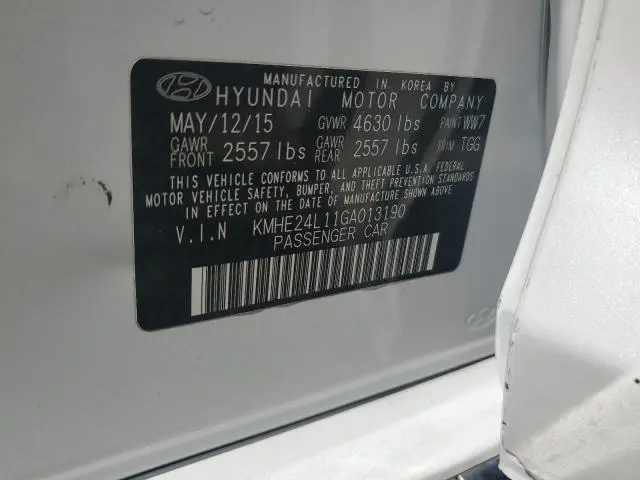 MANUFACTURED IN KOREA BY
HYUNDAI MOTOR COMPANY
MAY/12/15 GVWR 4630 lbs PAINT WW7
GAWR FRONT 2557 lbs GAWR REAR 2557 lbs TRIM TGG
THIS VEHICLE CONFORMS TO ALL APPLICABLE U.S.A. FEDERAL
MOTOR VEHICLE SAFETY, BUMPER, AND THEFT PREVENTION STANDARDS
IN EFFECT ON THE DATE OF MANUFACTURE SHOWN ABOVE
V.I.N KMHE24L11GA013190
PASSENGER CAR